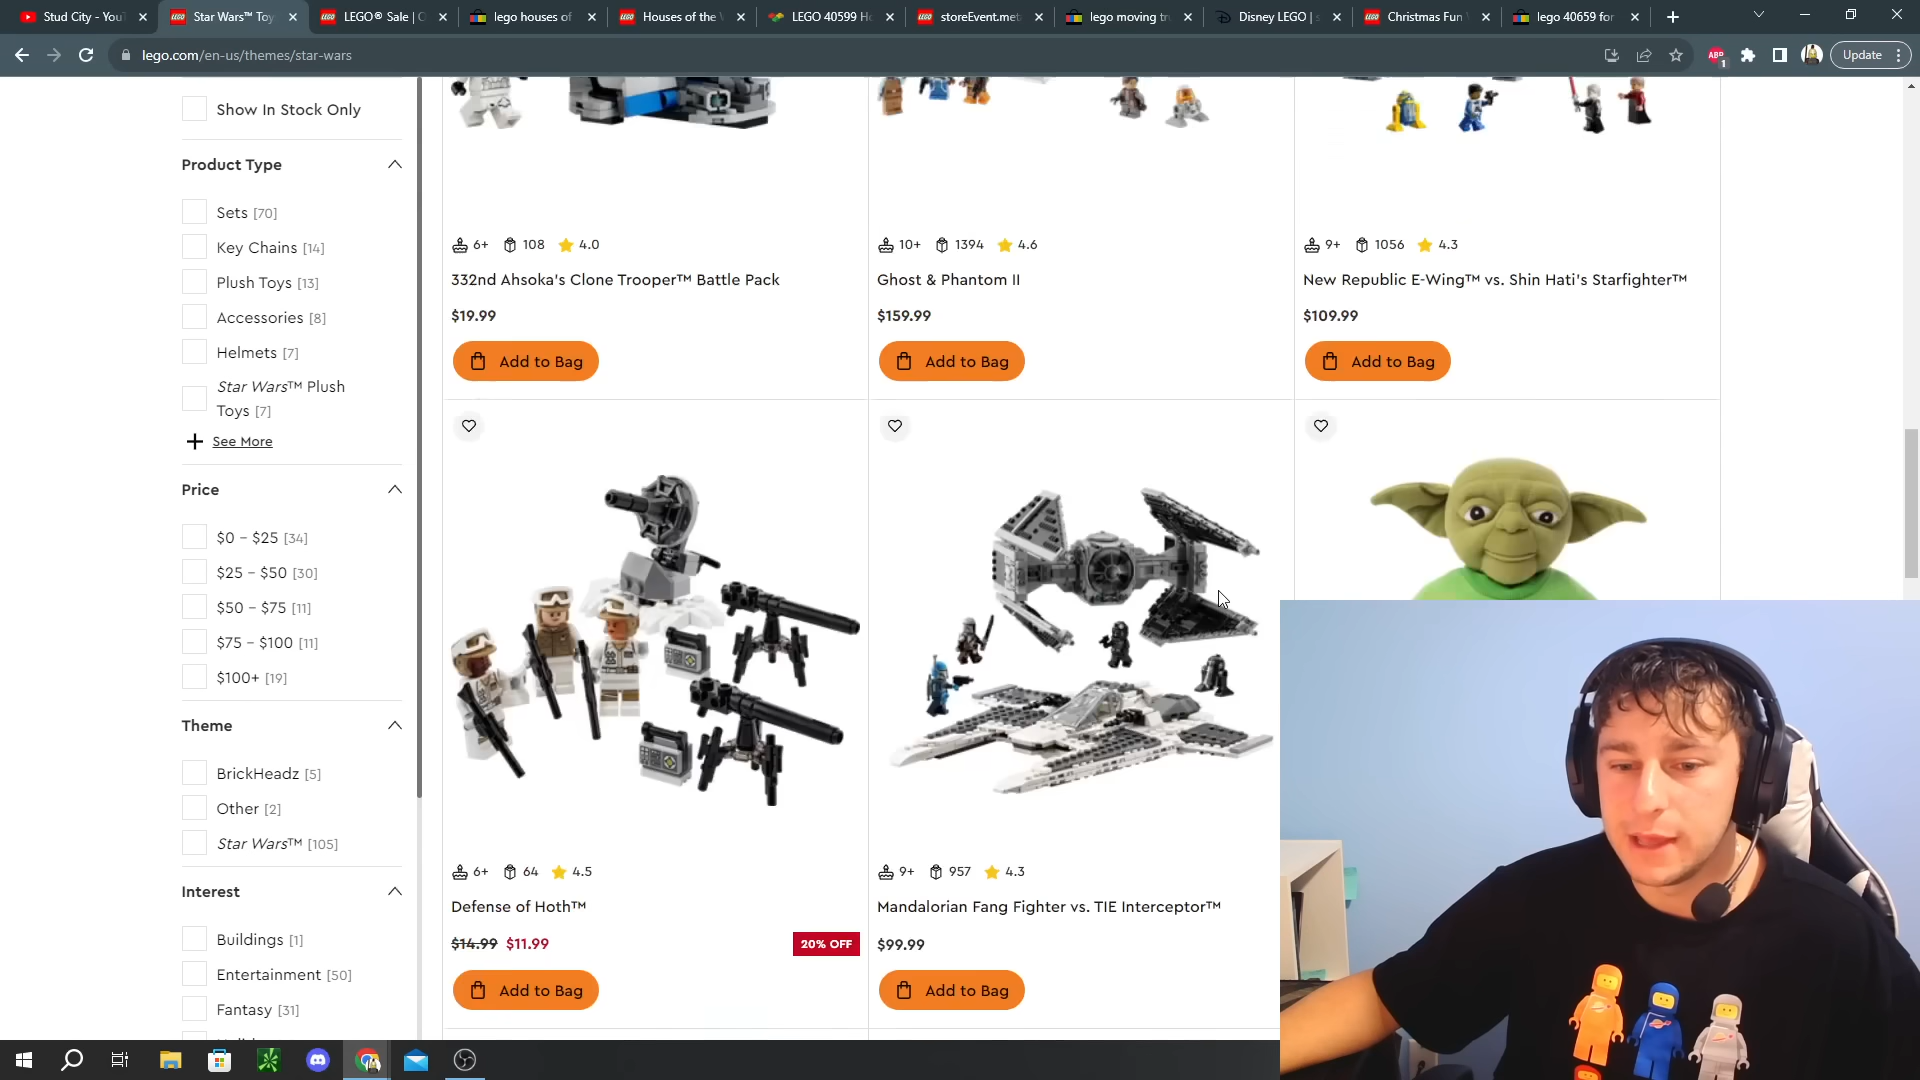 Stud City - YouT
Star Wars™ Toy
LEGO® Sale | O
lego houses of
Houses of the W
LEGO 40599 Ho
storeEvent.met
lego moving tr
Disney LEGO | s
Christmas Fun V
lego 40659 for
lego.com/en-us/themes/star-wars
ABP
1
Update
Show In Stock Only
Product Type
Sets [70]
Key Chains [14]
Plush Toys [13]
Accessories [8]
Helmets [7]
Star Wars™ Plush
Toys [7]
See More
Price
$0 - $25 [34]
$25 - $50 [30]
$50 - $75 [11]
$75 - $100 [11]
$100+ [19]
Theme
BrickHeadz [5]
Other [2]
Star Wars™ [105]
Interest
Buildings [1]
Entertainment [50]
Fantasy [31]
6+ 108 4.0
332nd Ahsoka's Clone Trooper™ Battle Pack
$19.99
Add to Bag
10+ 1394 4.6
Ghost & Phantom II
$159.99
Add to Bag
9+ 1056 4.3
New Republic E-Wing™ vs. Shin Hati's Starfighter™
$109.99
Add to Bag
6+ 64 4.5
Defense of Hoth™
$14.99 $11.99
20% OFF
Add to Bag
9+ 957 4.3
Mandalorian Fang Fighter vs. TIE Interceptor™
$99.99
Add to Bag